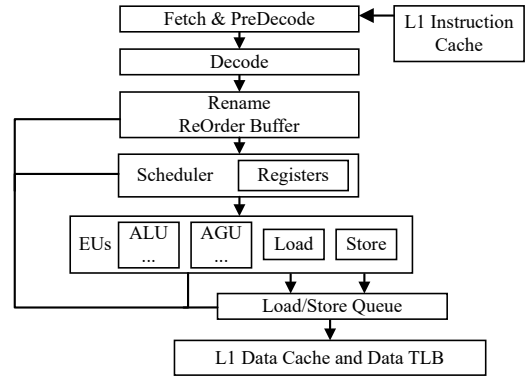 Fetch & PreDecode
L1 Instruction
Cache
Decode
Rename
ReOrder Buffer
Scheduler
Registers
EUs
ALU
...
AGU
...
Load
Store
Load/Store Queue
L1 Data Cache and Data TLB